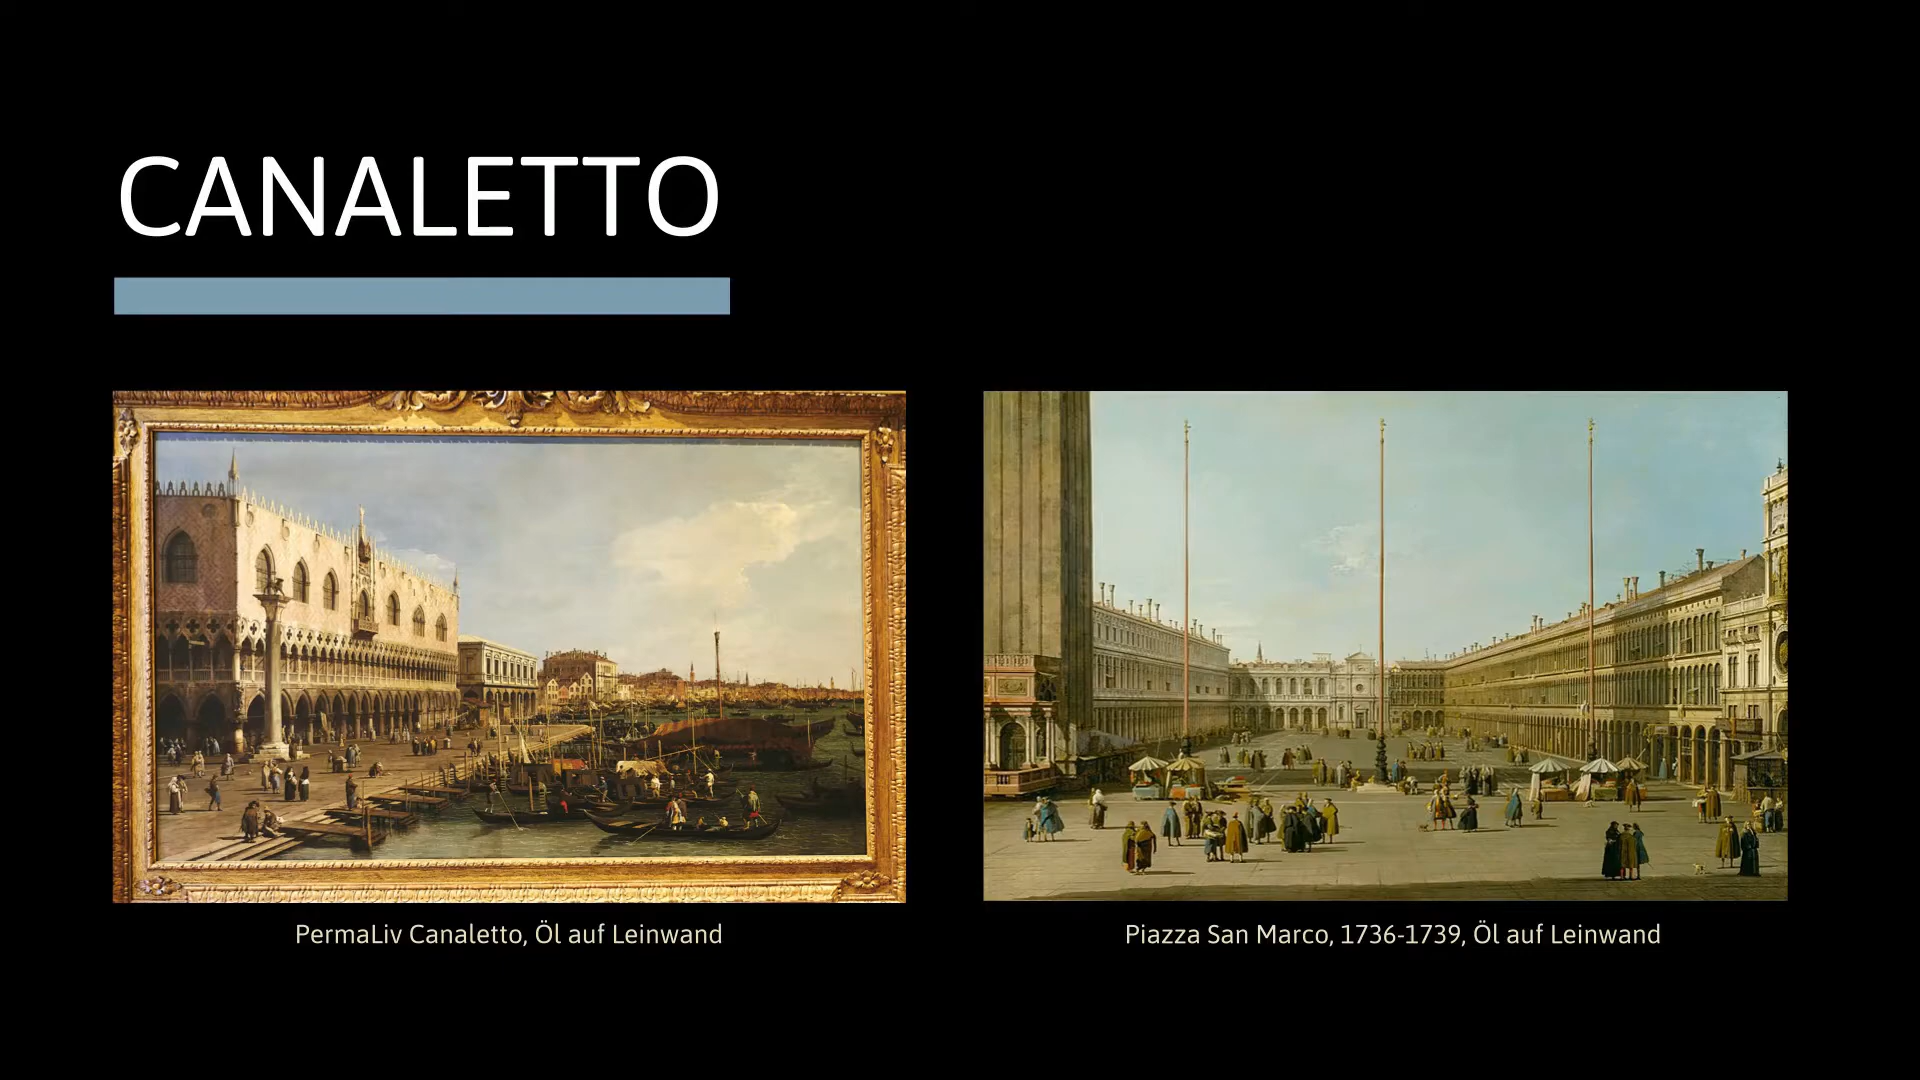 CANALETTO
PermaLiv Canaletto, Öl auf Leinwand
Piazza San Marco, 1736-1739, Öl auf Leinwand